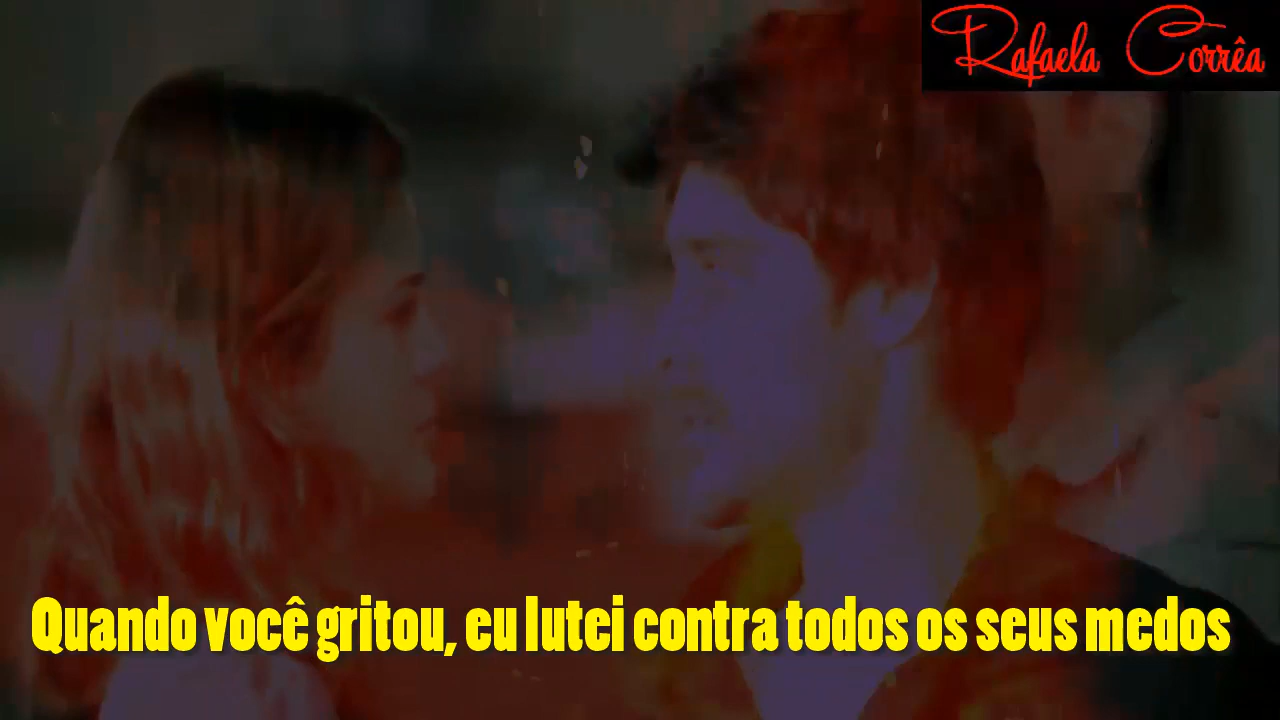 Rafaela Corrêa
Quando você gritou, eu lutei contra todos os seus medos